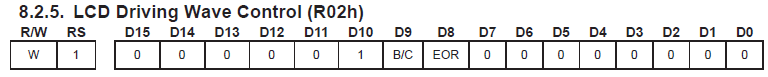 8.2.5. LCD Driving Wave Control (R02h)
R/W RS D15 D14 D13 D12 D11 D10 D9 D8 D7 D6 D5 D4 D3 D2 D1 D0
W 1 0 0 0 0 0 1 B/C EOR 0 0 0 0 0 0 0 0